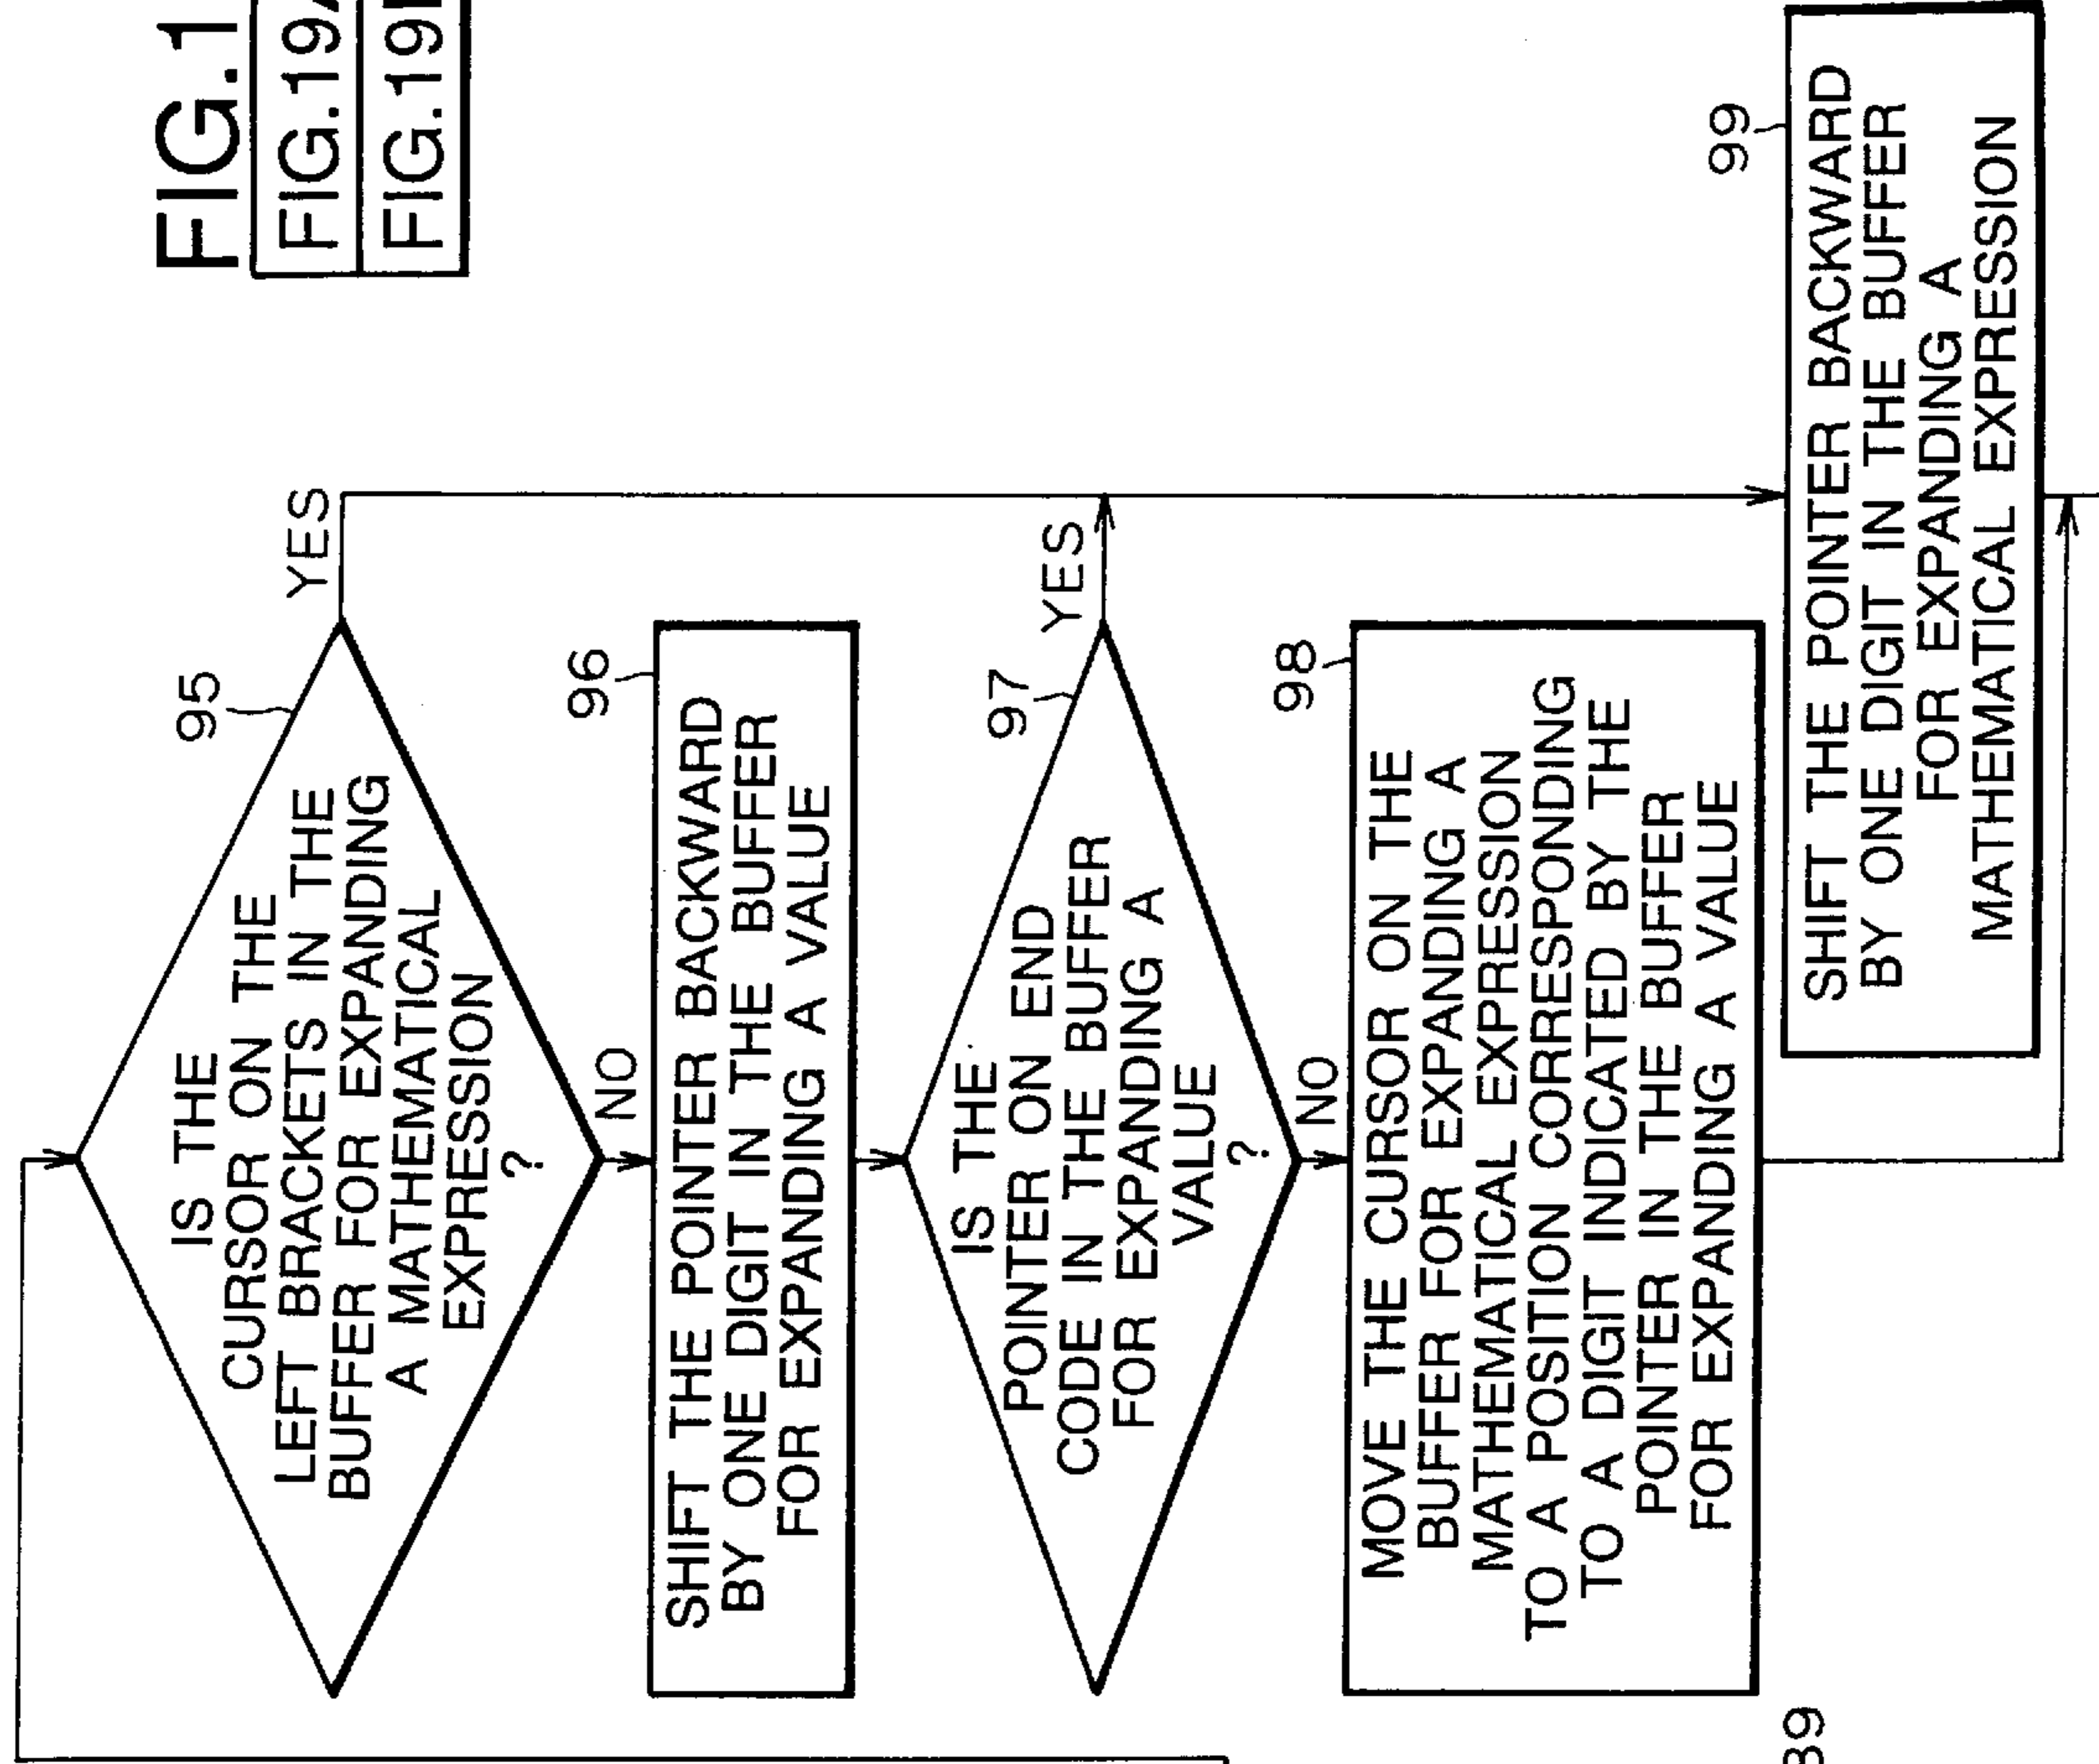 FIG.1
FIG.19A
FIG.19
95
IS THE
CURSOR ON THE
LEFT BRACKETS IN THE
BUFFER FOR EXPANDING
A MATHEMATICAL
EXPRESSION
?
YES
NO
96
SHIFT THE POINTER BACKWARD
BY ONE DIGIT IN THE BUFFER
FOR EXPANDING A VALUE
97
IS THE
POINTER ON END
CODE IN THE BUFFER
FOR EXPANDING A
VALUE
?
YES
NO
98
MOVE THE CURSOR ON THE
BUFFER FOR EXPANDING A
MATHEMATICAL EXPRESSION
TO A POSITION CORRESPONDING
TO A DIGIT INDICATED BY THE
POINTER IN THE BUFFER
FOR EXPANDING A VALUE
99
SHIFT THE POINTER BACKWARD
BY ONE DIGIT IN THE BUFFER
FOR EXPANDING A
MATHEMATICAL EXPRESSION
89